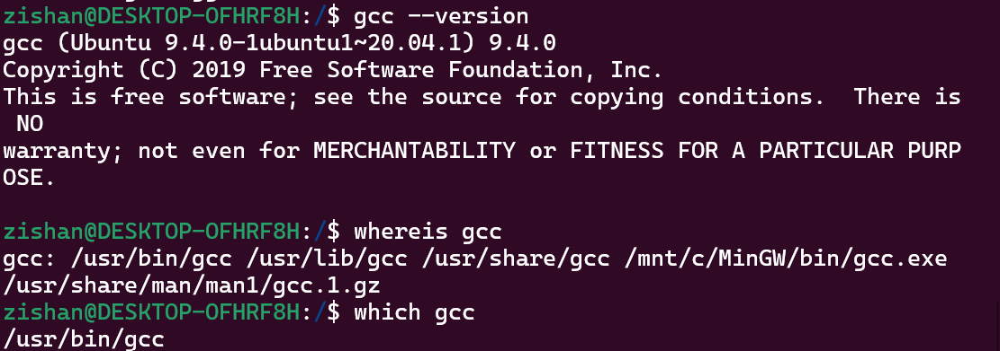 zishan@DESKTOP-OFHRF8H:/$ gcc --version
gcc (Ubuntu 9.4.0-1ubuntu1~20.04.1) 9.4.0
Copyright (C) 2019 Free Software Foundation, Inc.
This is free software; see the source for copying conditions.  There is
 NO
warranty; not even for MERCHANTABILITY or FITNESS FOR A PARTICULAR PURP
OSE.

zishan@DESKTOP-OFHRF8H:/$ whereis gcc
gcc: /usr/bin/gcc /usr/lib/gcc /usr/share/gcc /mnt/c/MinGW/bin/gcc.exe
/usr/share/man/man1/gcc.1.gz
zishan@DESKTOP-OFHRF8H:/$ which gcc
/usr/bin/gcc